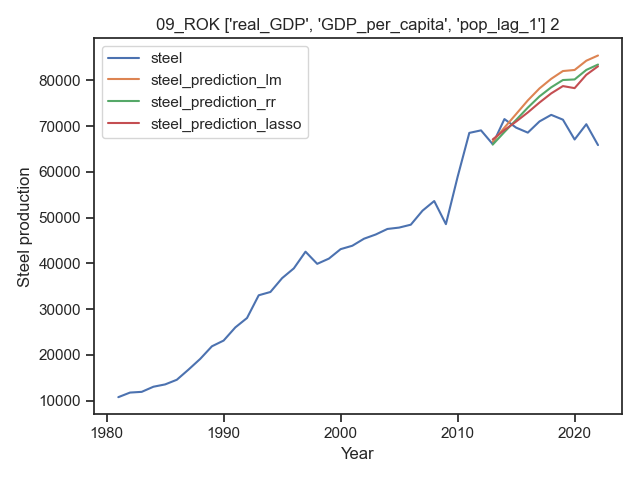 09_ROK ['real_GDP', 'GDP_per_capita', 'pop_lag_1'] 2
steel
steel_prediction_lm
steel_prediction_rr
steel_prediction_lasso
80000
70000
60000
50000
40000
30000
20000
10000
Steel production
1980 1990 2000 2010 2020
Year